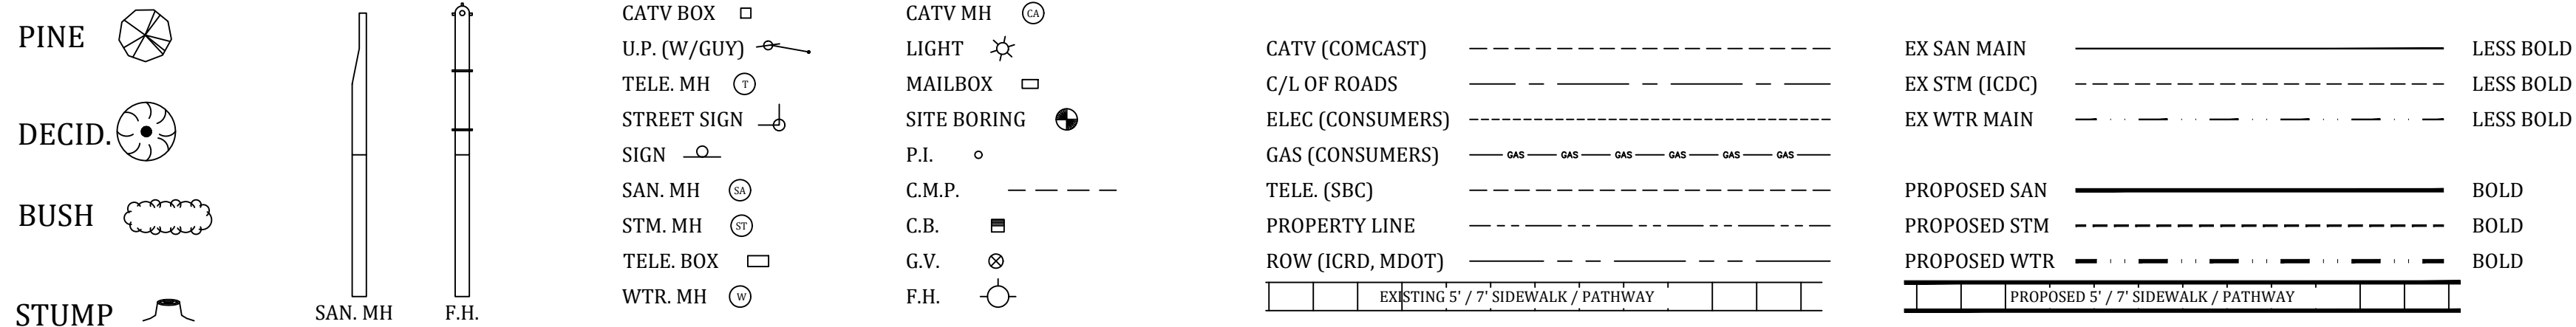 PINE
DECID.
BUSH
STUMP
SAN. MH
F.H.
CATV BOX
U.P. (W/GUY)
TELE. MH T
STREET SIGN
SIGN
SAN. MH SA
STM. MH ST
TELE. BOX
WTR. MH W
CATV MH CA
LIGHT
MAILBOX
SITE BORING
P.I.
C.M.P.
C.B.
G.V.
F.H.
CATV (COMCAST)
C/L OF ROADS
ELEC (CONSUMERS)
GAS (CONSUMERS) GAS GAS GAS GAS GAS GAS
TELE. (SBC)
PROPERTY LINE
ROW (ICRD, MDOT)
EXISTING 5' / 7' SIDEWALK / PATHWAY
EX SAN MAIN LESS BOLD
EX STM (ICDC) LESS BOLD
EX WTR MAIN LESS BOLD
PROPOSED SAN BOLD
PROPOSED STM BOLD
PROPOSED WTR BOLD
PROPOSED 5' / 7' SIDEWALK / PATHWAY